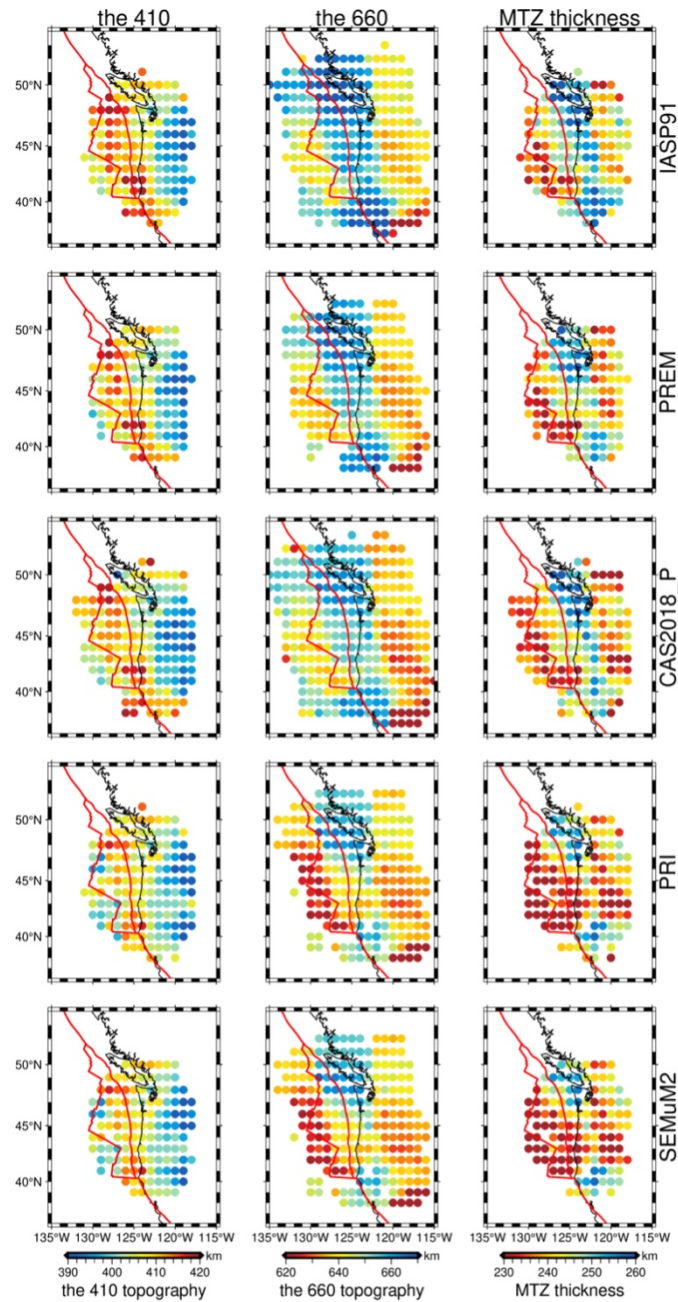 the 410 the 660 MTZ thickness
50°N
45°N
40°N
IASP91
50°N
45°N
40°N
PREM
50°N
45°N
40°N
CAS2018_P
50°N
45°N
40°N
PRI
50°N
45°N
40°N
SEMuM2
135°W 130°W 125°W 120°W 115°W 135°W 130°W 125°W 120°W 115°W 135°W 130°W 125°W 120°W 115°W
km km km
390 400 410 420 620 640 660 230 240 250 260
the 410 topography the 660 topography MTZ thickness